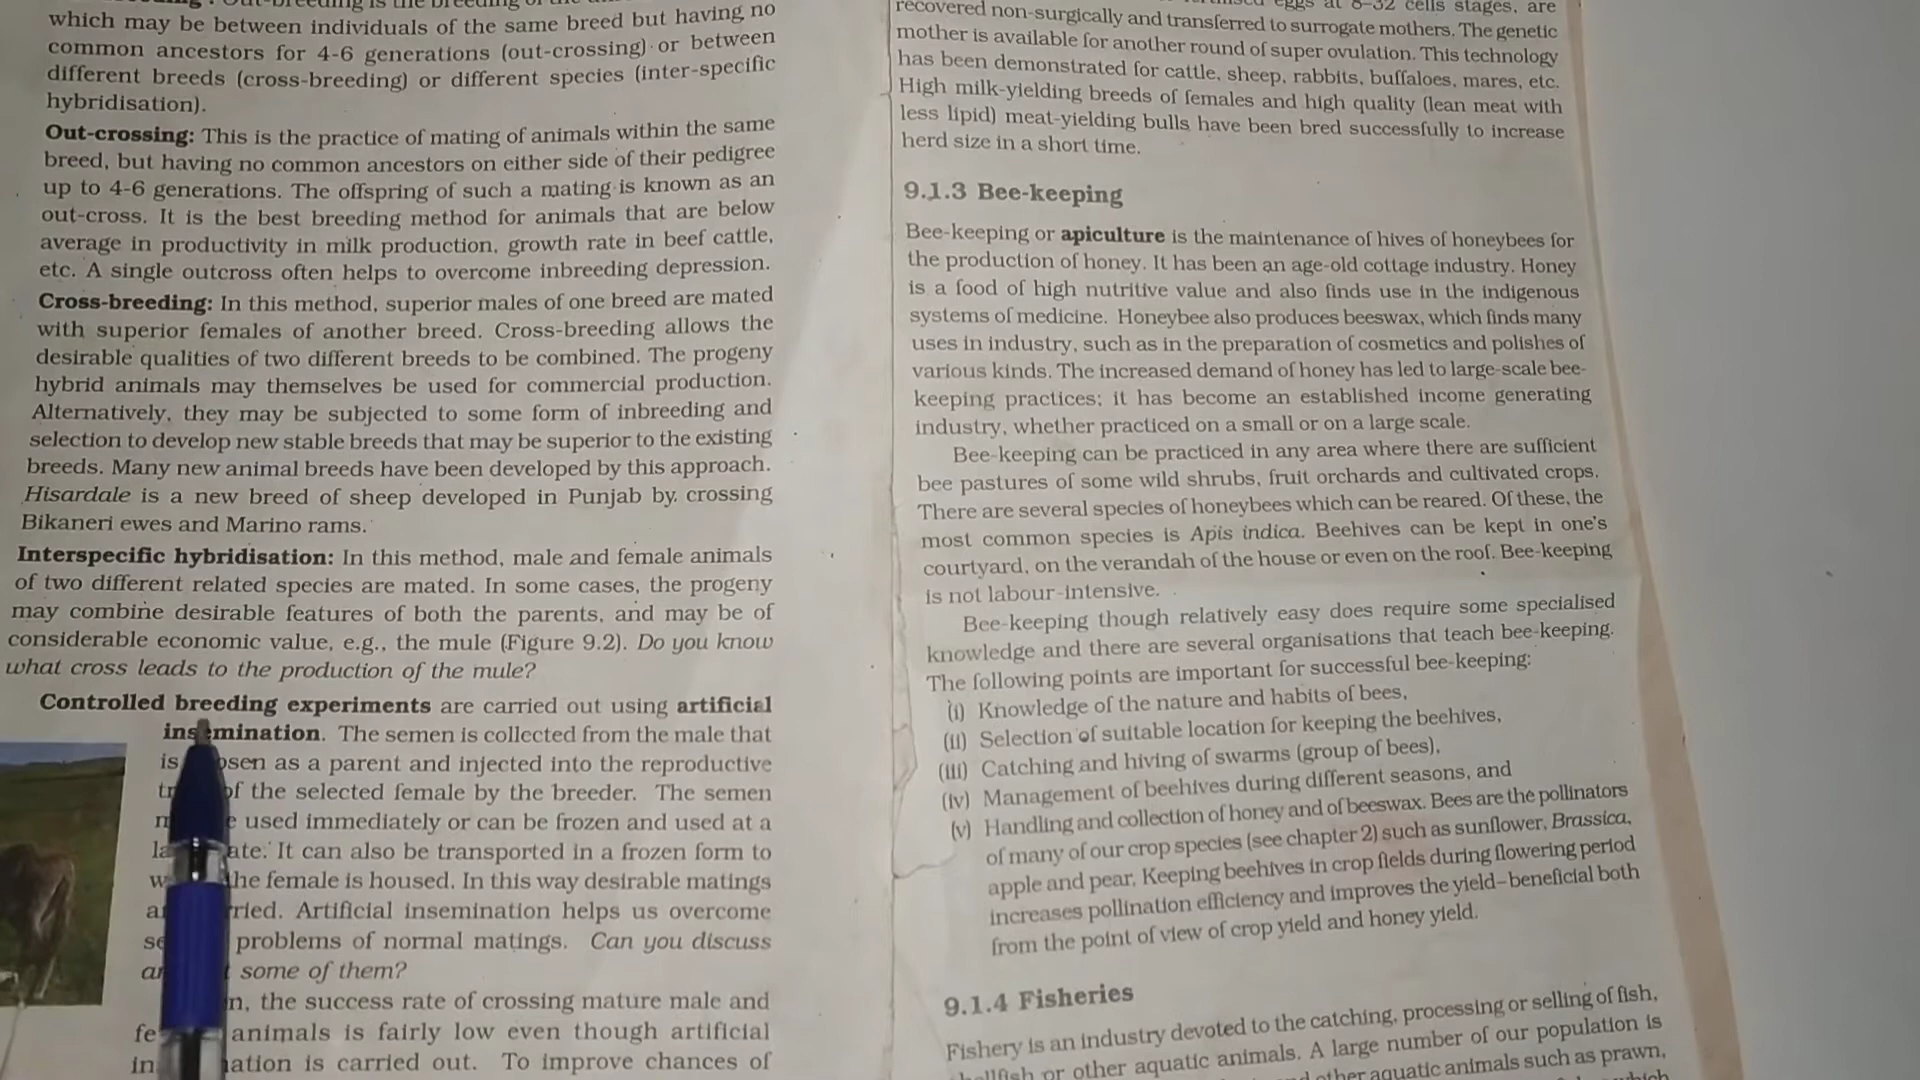 which may be between individuals of the same breed but having no
common ancestors for 4-6 generations (out-crossing) or between
different breeds (cross-breeding) or different species (inter-specific
hybridisation).
Out-crossing: This is the practice of mating of animals within the same
breed, but having no common ancestors on either side of their pedigree
up to 4-6 generations. The offspring of such a mating is known as an
out-cross. It is the best breeding method for animals that are below
average in productivity in milk production, growth rate in beef cattle,
etc. A single outcross often helps to overcome inbreeding depression.
Cross-breeding: In this method, superior males of one breed are mated
with superior females of another breed. Cross-breeding allows the
desirable qualities of two different breeds to be combined. The progeny
hybrid animals may themselves be used for commercial production.
Alternatively, they may be subjected to some form of inbreeding and
selection to develop new stable breeds that may be superior to the existing
breeds. Many new animal breeds have been developed by this approach.
Hisardale is a new breed of sheep developed in Punjab by crossing
Bikaneri ewes and Marino rams.
Interspecific hybridisation: In this method, male and female animals
of two different related species are mated. In some cases, the progeny
may combine desirable features of both the parents, and may be of
considerable economic value, e.g., the mule (Figure 9.2). Do you know
what cross leads to the production of the mule?
Controlled breeding experiments are carried out using artificial
insemination. The semen is collected from the male that
is as a parent and injected into the reproductive
of the selected female by the breeder. The semen
used immediately or can be frozen and used at a
It can also be transported in a frozen form to
the female is housed. In this way desirable matings
Artificial insemination helps us overcome
problems of normal matings. Can you discuss
some of them?
the success rate of crossing mature male and
animals is fairly low even though artificial
is carried out. To improve chances of
recovered non-surgically and transferred to surrogate mothers. The genetic
mother is available for another round of super ovulation. This technology
has been demonstrated for cattle, sheep, rabbits, buffaloes, mares, etc.
High milk-yielding breeds of females and high quality (lean meat with
less lipid) meat-yielding bulls have been bred successfully to increase
herd size in a short time.
9.1.3 Bee-keeping
Bee-keeping or apiculture is the maintenance of hives of honeybees for
the production of honey. It has been an age-old cottage industry. Honey
is a food of high nutritive value and also finds use in the indigenous
systems of medicine. Honeybee also produces beeswax, which finds many
uses in industry, such as in the preparation of cosmetics and polishes of
various kinds. The increased demand of honey has led to large-scale bee-
keeping practices; it has become an established income generating
industry, whether practiced on a small or on a large scale.
Bee-keeping can be practiced in any area where there are sufficient
bee pastures of some wild shrubs, fruit orchards and cultivated crops.
There are several species of honeybees which can be reared. Of these, the
most common species is Apis indica. Beehives can be kept in one's
courtyard, on the verandah of the house or even on the roof. Bee-keeping
is not labour-intensive.
Bee-keeping though relatively easy does require some specialised
knowledge and there are several organisations that teach bee-keeping.
The following points are important for successful bee-keeping:
(i) Knowledge of the nature and habits of bees,
(ii) Selection of suitable location for keeping the beehives,
(iii) Catching and hiving of swarms (group of bees),
(iv) Management of beehives during different seasons, and
(v) Handling and collection of honey and of beeswax. Bees are the pollinators
of many of our crop species (see chapter 2) such as sunflower, Brassica,
apple and pear. Keeping beehives in crop fields during flowering period
increases pollination efficiency and improves the yield–beneficial both
from the point of view of crop yield and honey yield.
9.1.4 Fisheries
Fishery is an industry devoted to the catching, processing or selling of fish,
or other aquatic animals. A large number of our population is
other aquatic animals such as prawn,